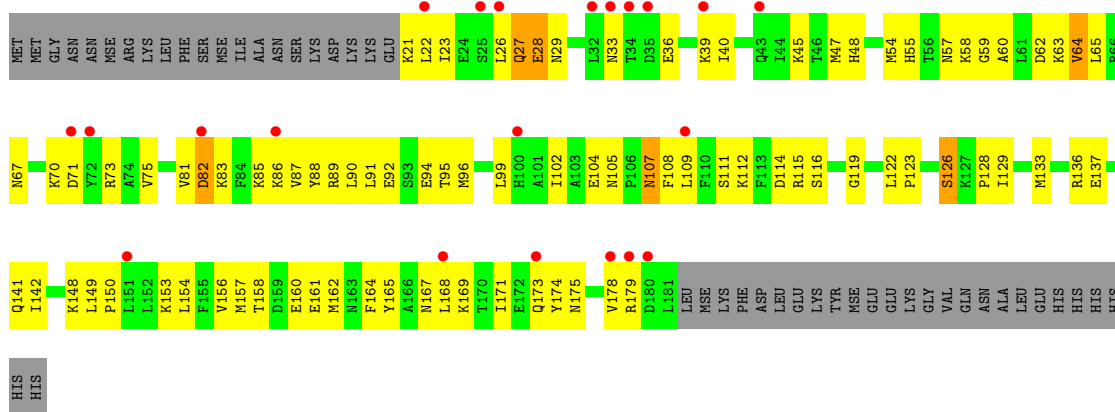 MET MET GLY ASN ASN MSE ARG LYS LEU PHE SER MSE ILE ALA ASN SER LYS ASP LYS LYS GLU K21 L22 I23 E24 S25 L26 Q27 E28 N29 L32 N33 T34 D35 E36 K39 I40 Q43 I44 K45 T46 M47 H48 M54 H55 T56 N57 K58 G59 A60 L61 D62 K63 V64 L65
N67 K70 D71 Y72 R73 A74 V75 V81 D82 K83 F84 K85 K86 V87 Y88 R89 L90 L91 E92 S93 E94 T95 M96 L99 H100 A101 I102 A103 E104 N105 P106 N107 F108 L109 F110 S111 K112 F113 D114 R115 S116 G119 L122 P123 S126 K127 P128 I129 M133 R136 E137
Q141 I142 K148 L149 P150 L151 L152 K153 L154 F155 V156 M157 T158 D159 E160 E161 M162 N163 F164 Y165 A166 N167 L168 K169 T170 I171 E172 Q173 Y174 N175 V178 R179 D180 L181 LEU MSE LYS PHE ASP LEU GLU LYS TYR MSE GLU GLU LYS GLY VAL GLN ASN ALA LEU GLU HIS HIS HIS HIS
HIS HIS